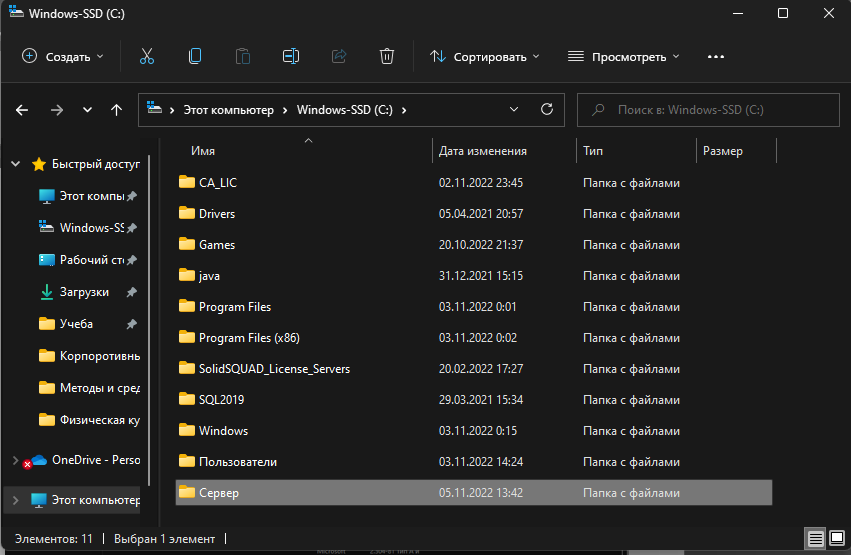 Windows-SSD (C:)
Создать
Сортировать
Просмотреть
Этот компьютер
Windows-SSD (C:)
Поиск в: Windows-SSD (C:)
Имя
Дата изменения
Тип
Размер
Быстрый доступ
Этот компы
Windows-SS
Рабочий сто
Загрузки
Учеба
Корпоротивны
Методы и сред
Физическая ку
OneDrive - Perso
Этот компьютер
CA_LIC 02.11.2022 23:45 Папка с файлами
Drivers 05.04.2021 20:57 Папка с файлами
Games 20.10.2022 21:37 Папка с файлами
java 31.12.2021 15:15 Папка с файлами
Program Files 03.11.2022 0:01 Папка с файлами
Program Files (x86) 03.11.2022 0:02 Папка с файлами
SolidSQUAD_License_Servers 20.02.2022 17:27 Папка с файлами
SQL2019 29.03.2021 15:34 Папка с файлами
Windows 03.11.2022 0:15 Папка с файлами
Пользователи 03.11.2022 14:24 Папка с файлами
Сервер 05.11.2022 13:42 Папка с файлами
Элементов: 11
Выбран 1 элемент